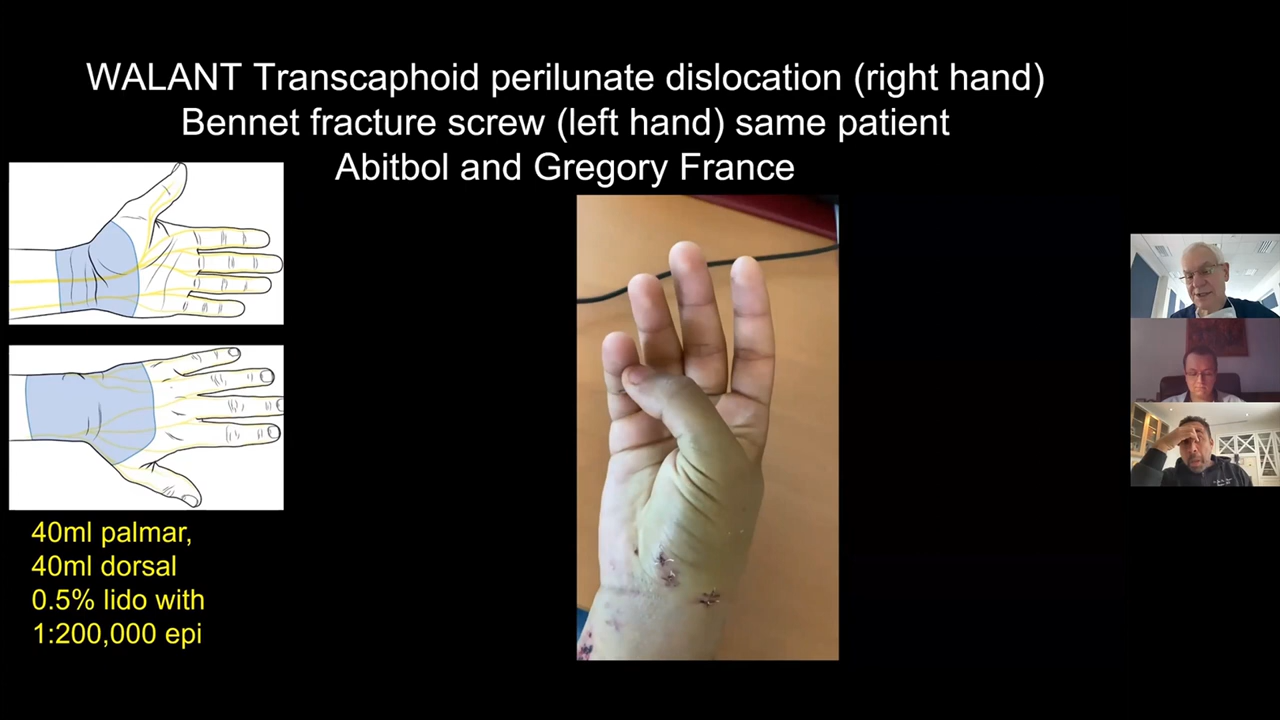 WALANT Transcaphoid perilunate dislocation (right hand)
Bennet fracture screw (left hand) same patient
Abitbol and Gregory France
40ml palmar,
40ml dorsal
0.5% lido with
1:200,000 epi